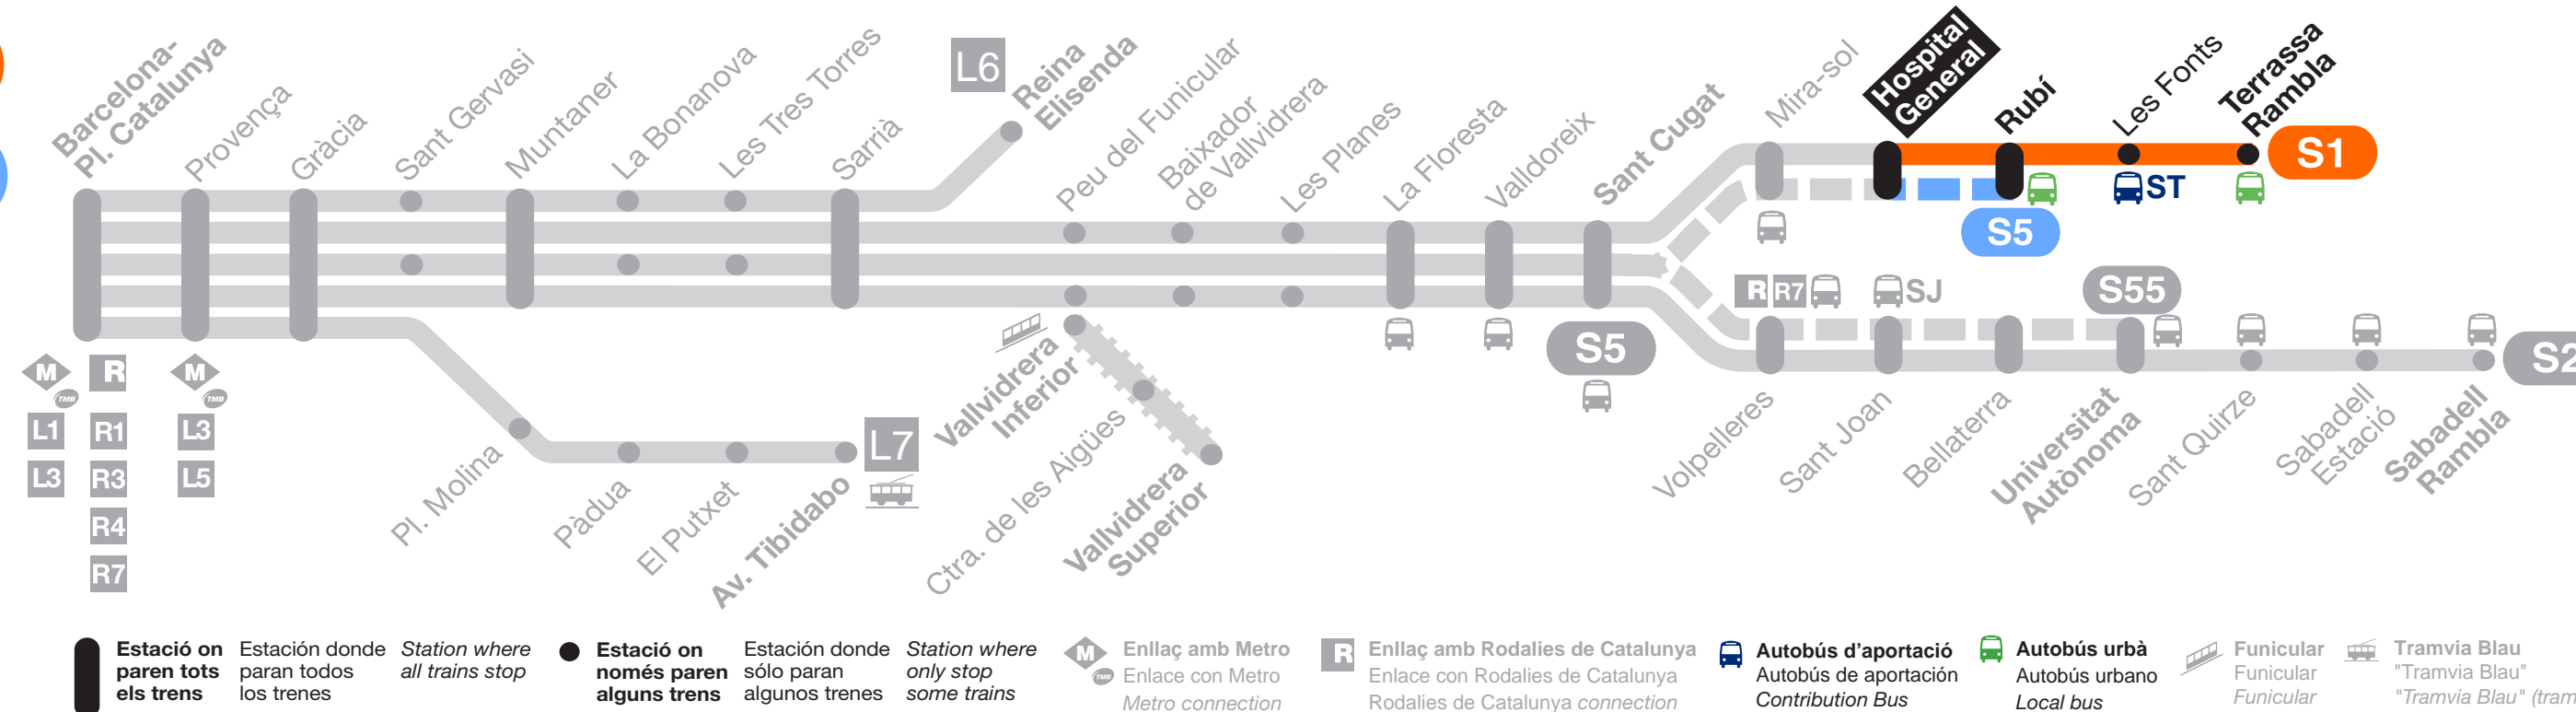 Barcelona-
Pl. Catalunya
Provença
Gràcia
Sant Gervasi
Muntaner
La Bonanova
Les Tres Torres
Sarrià
L6
Reina
Elisenda
Peu del Funicular
Baixador
de Vallvidrera
Les Planes
La Floresta
Valldoreix
Sant Cugat
Mira-sol
Hospital
General
Rubí
Les Fonts
Terrassa
Rambla
S1
ST
S5
R R7
SJ
S55
S5
S2
M
TMB
R
M
TMB
L1
R1
L3
L3
R3
L5
R4
R7
Pl. Molina
Pàdua
El Putxet
Av. Tibidabo
L7
Vallvidrera
Inferior
Ctra. de les Aigües
Vallvidrera
Superior
Volpelleres
Sant Joan
Bellaterra
Universitat
Autònoma
Sant Quirze
Sabadell
Estació
Sabadell
Rambla
Estació on
paren tots
els trens
Estación donde
paran todos
los trenes
Station where
all trains stop
Estació on
només paren
alguns trens
Estación donde
sólo paran
algunos trenes
Station where
only stop
some trains
M
TMB
Enllaç amb Metro
Enlace con Metro
Metro connection
R
Enllaç amb Rodalies de Catalunya
Enlace con Rodalies de Catalunya
Rodalies de Catalunya connection
Autobús d'aportació
Autobús de aportación
Contribution Bus
Autobús urbà
Autobús urbano
Local bus
Funicular
Funicular
Funicular
Tramvia Blau
"Tramvia Blau"
"Tramvia Blau" (tram